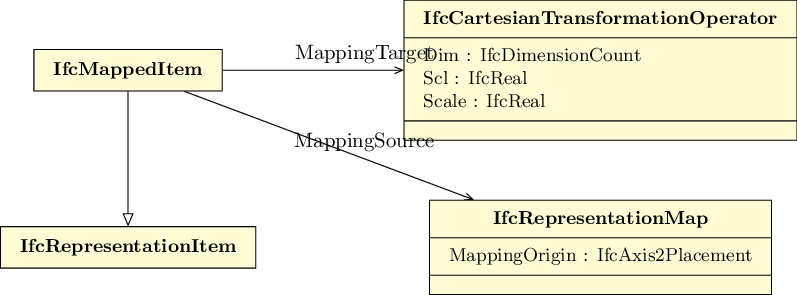 IfcCartesianTransformationOperator
MappingTarget
Dim : IfcDimensionCount
IfcMappedItem
Scl : IfcReal
Scale : IfcReal
MappingSource
IfcRepresentationMap
IfcRepresentationItem
MappingOrigin : IfcAxis2Placement